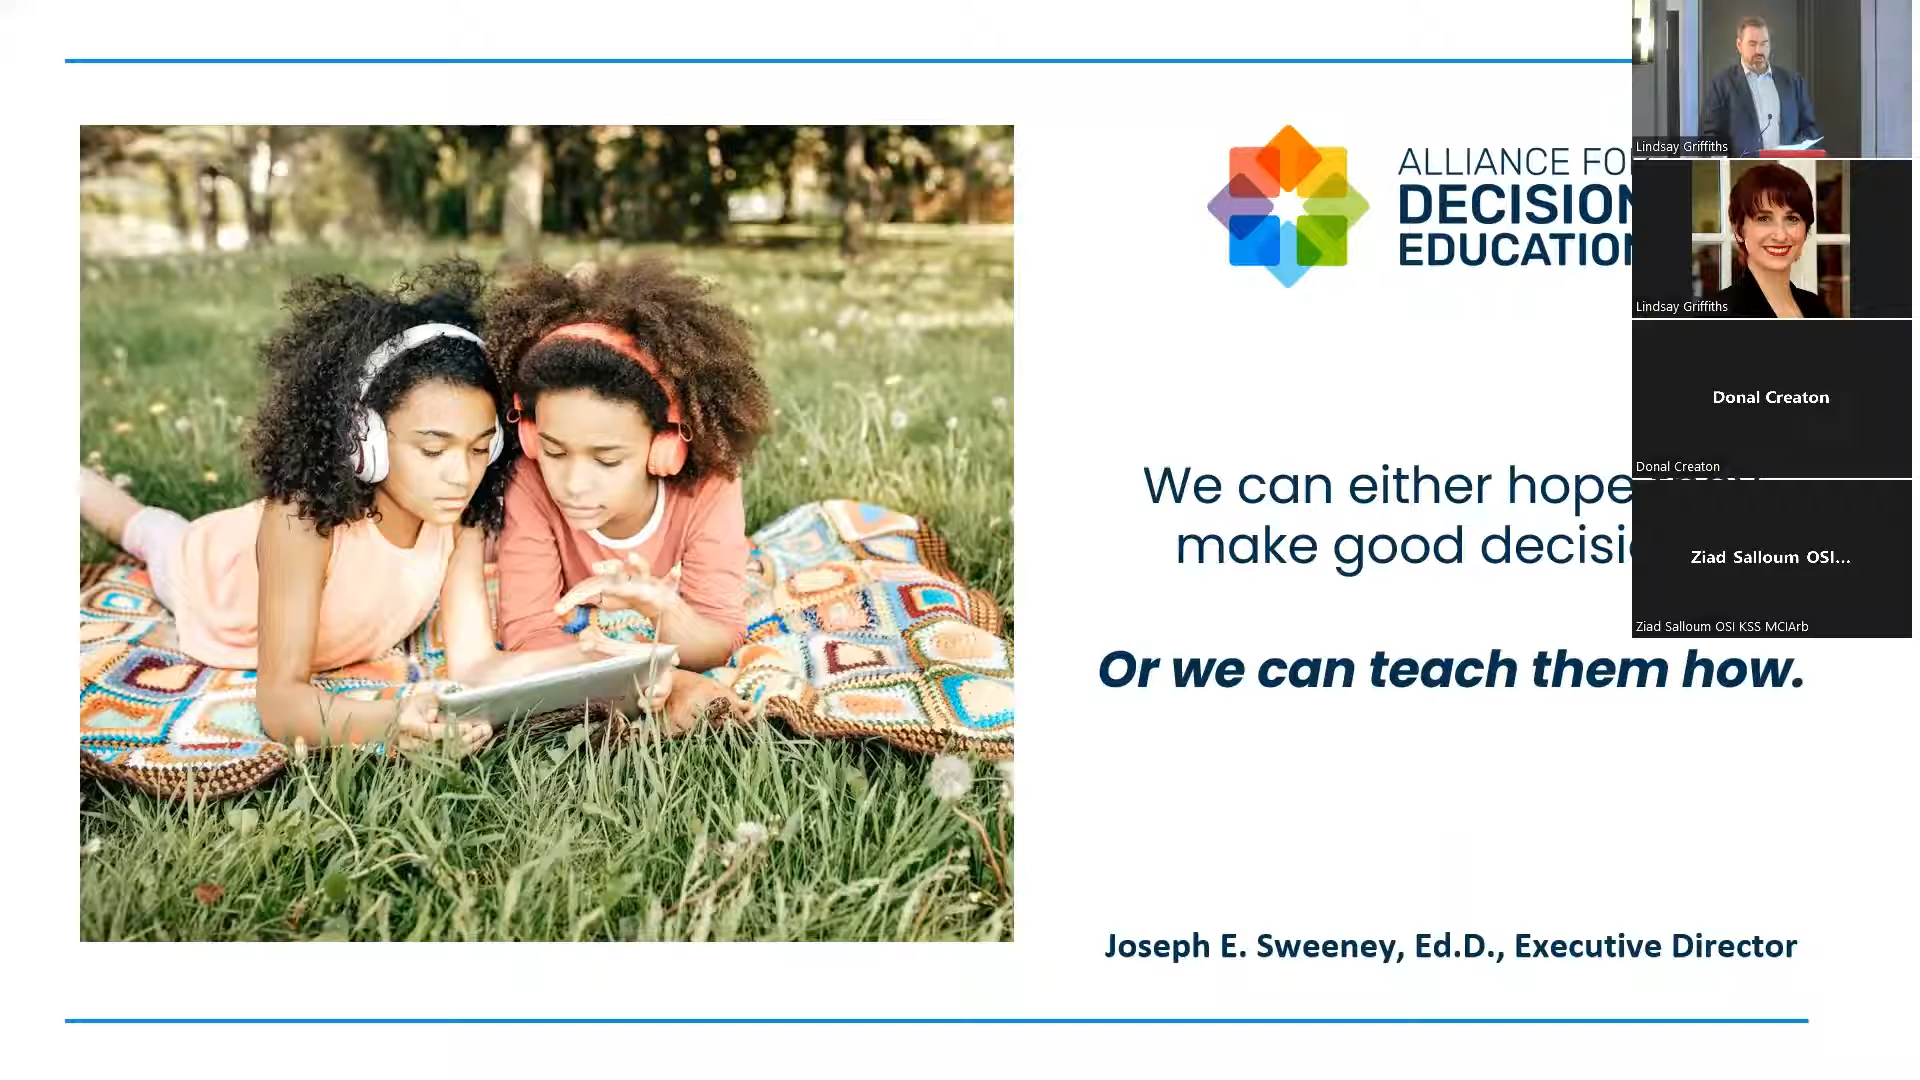 ALLIANCE FO
DECISION
EDUCATION
We can either hope
make good decisi
Or we can teach them how.
Joseph E. Sweeney, Ed.D., Executive Director
Lindsay Griffiths
Lindsay Griffiths
Donal Creaton
Donal Creaton
Ziad Salloum OSI...
Ziad Salloum OSI KSS MCIArb